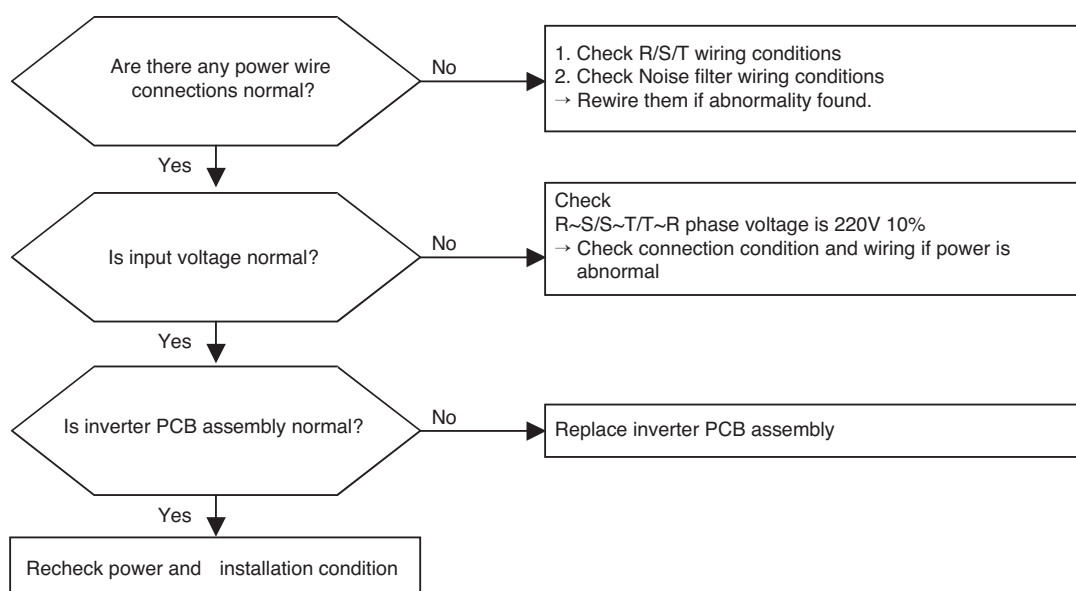 Are there any power wire
connections normal?
No
1. Check R/S/T wiring conditions
2. Check Noise filter wiring conditions
→ Rewire them if abnormality found.
Yes
Is input voltage normal?
No
Check
R~S/S~T/T~R phase voltage is 220V 10%
→ Check connection condition and wiring if power is
abnormal
Yes
Is inverter PCB assembly normal?
No
Replace inverter PCB assembly
Yes
Recheck power and installation condition